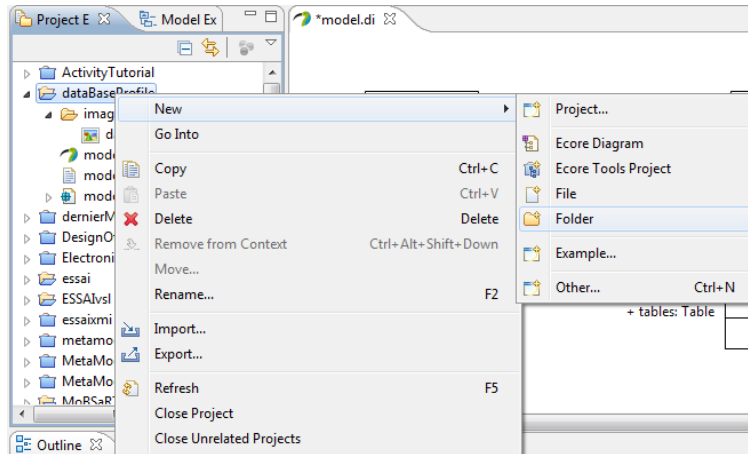 Project E Model Ex *model.di
ActivityTutorial
dataBaseProfile
New Project...
imag
Go Into Ecore Diagram
d
mode Copy Ctrl+C Ecore Tools Project
mode Paste Ctrl+V File
mode
dernierM Delete Delete Folder
DesignO
Remove from Context Ctrl+Alt+Shift+Down
Electroni Example...
Move...
essai
ESSAIvsl Rename... F2 Other... Ctrl+N
essaixmi + tables: Table
Import...
metamo
MetaMo Export...
MetaMo Refresh F5
MoBSaR
Close Project
Outline Close Unrelated Projects